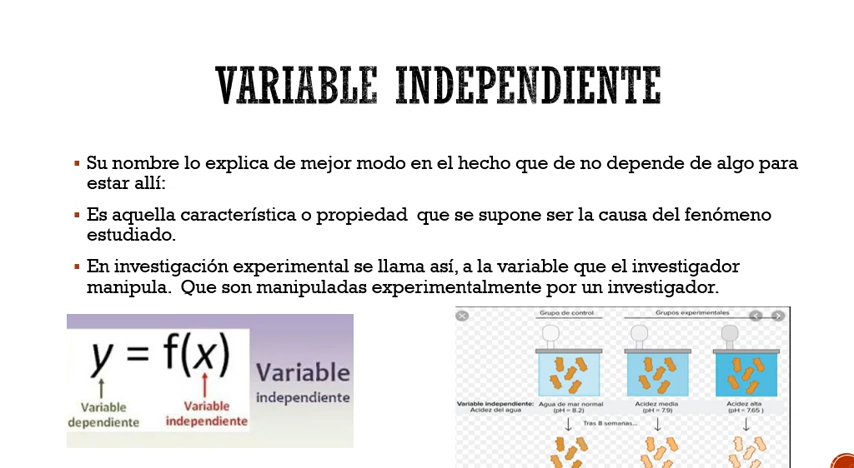 VARIABLE INDEPENDIENTE
▪ Su nombre lo explica de mejor modo en el hecho que de no depende de algo para
estar allí:
▪ Es aquella característica o propiedad que se supone ser la causa del fenómeno
estudiado.
▪ En investigación experimental se llama así, a la variable que el investigador
manipula. Que son manipuladas experimentalmente por un investigador.
y = f(x)
Variable
dependiente
Variable
independiente
Variable
independiente
Grupo de control
Grupos experimentales
Variable independiente:
Acidez del agua
Agua de mar normal
(pH = 8.2)
Acidez media
(pH = 7.9)
Acidez alta
(pH = 7.65 )
Tras 8 semanas...